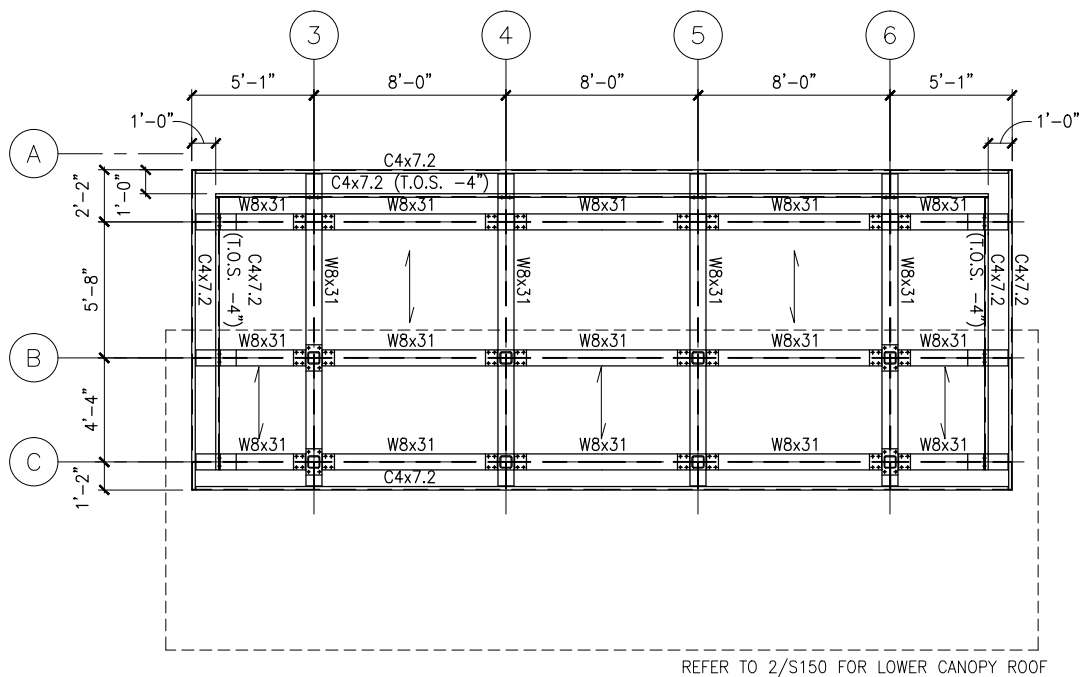 3 4 5 6
5'-1" 8'-0" 8'-0" 8'-0" 5'-1"
1'-0" 1'-0"
A
C4x7.2
C4x7.2 (T.O.S. -4")
2'-2"
1'-0"
W8x31 W8x31 W8x31 W8x31 W8x31
5'-8"
C4x7.2
C4x7.2
(T.O.S. -4")
W8x31
W8x31
W8x31
W8x31
(T.O.S. -4")
C4x7.2
C4x7.2
B
W8x31 W8x31 W8x31 W8x31 W8x31
4'-4"
C
W8x31 W8x31 W8x31 W8x31 W8x31
C4x7.2
1'-2"
REFER TO 2/S150 FOR LOWER CANOPY ROOF